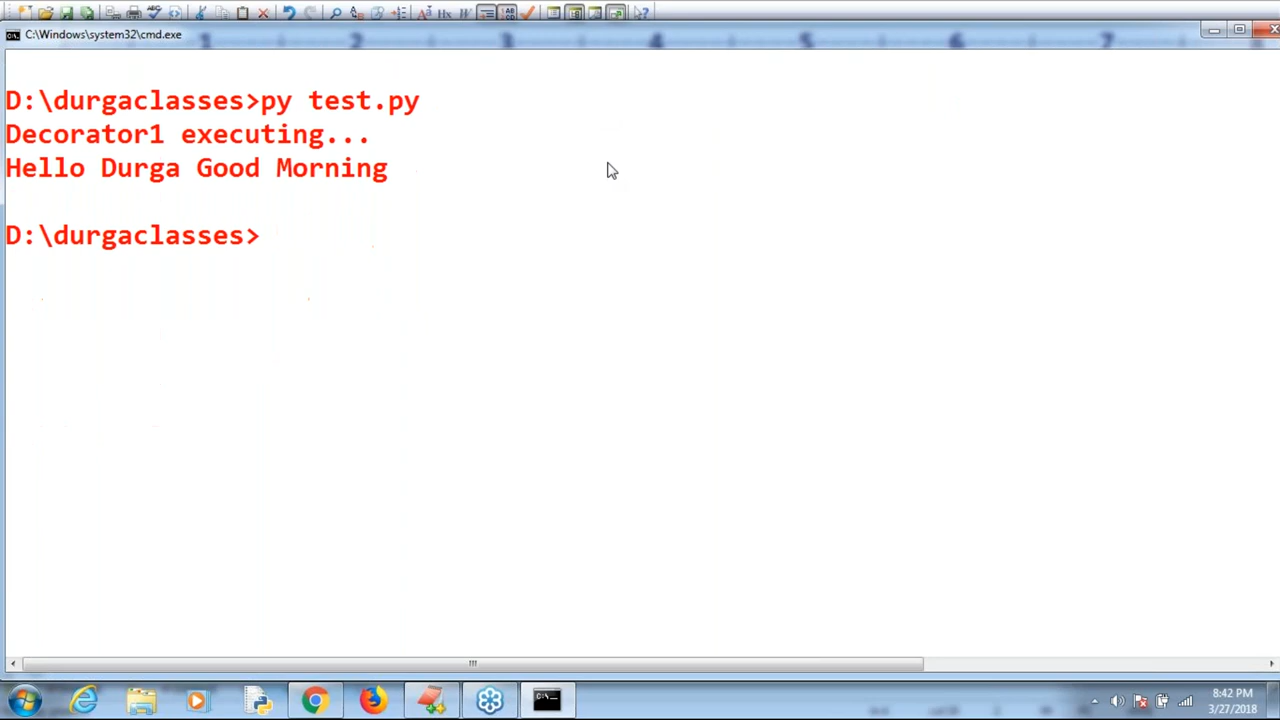 C:\Windows\system32\cmd.exe
D:\durgaclasses>py test.py
Decorator1 executing...
Hello Durga Good Morning
D:\durgaclasses>
8:42 PM
3/27/2018